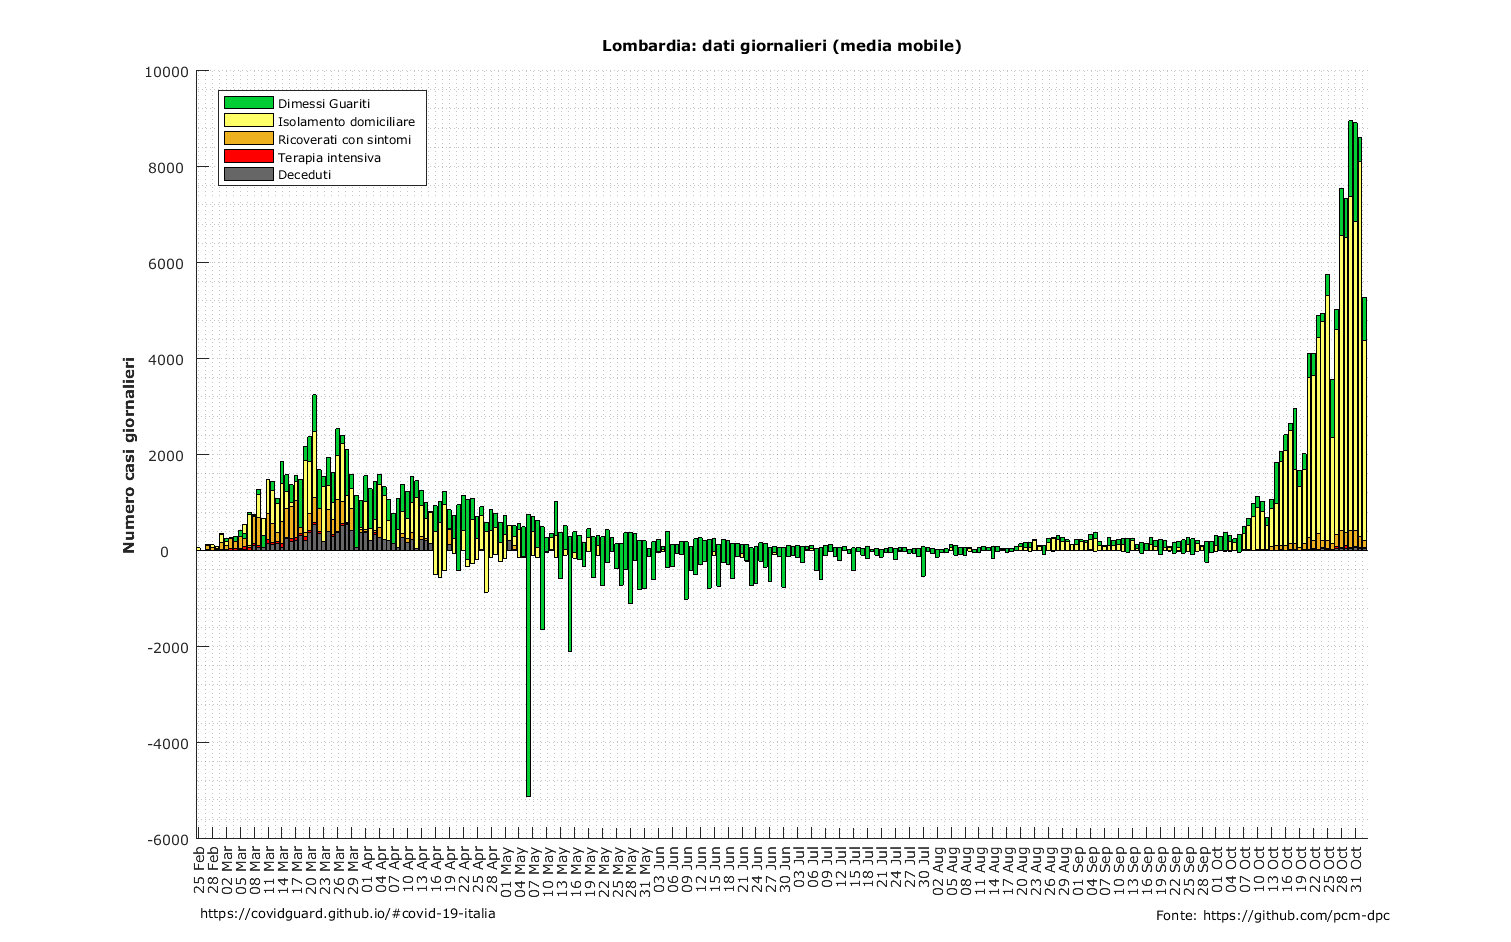 Lombardia: dati giornalieri (media mobile)
Numero casi giornalieri
10000
8000
6000
4000
2000
0
-2000
-4000
-6000
Dimessi Guariti
Isolamento domiciliare
Ricoverati con sintomi
Terapia intensiva
Deceduti
25 Feb
28 Feb
02 Mar
05 Mar
08 Mar
11 Mar
14 Mar
17 Mar
20 Mar
23 Mar
26 Mar
29 Mar
01 Apr
04 Apr
07 Apr
10 Apr
13 Apr
16 Apr
19 Apr
22 Apr
25 Apr
28 Apr
01 May
04 May
07 May
10 May
13 May
16 May
19 May
22 May
25 May
28 May
31 May
03 Jun
06 Jun
09 Jun
12 Jun
15 Jun
18 Jun
21 Jun
24 Jun
27 Jun
30 Jun
03 Jul
06 Jul
09 Jul
12 Jul
15 Jul
18 Jul
21 Jul
24 Jul
27 Jul
30 Jul
02 Aug
05 Aug
08 Aug
11 Aug
14 Aug
17 Aug
20 Aug
23 Aug
26 Aug
29 Aug
01 Sep
04 Sep
07 Sep
10 Sep
13 Sep
16 Sep
19 Sep
22 Sep
25 Sep
28 Sep
01 Oct
04 Oct
07 Oct
10 Oct
13 Oct
16 Oct
19 Oct
22 Oct
25 Oct
28 Oct
31 Oct
https://covidguard.github.io/#covid-19-italia
Fonte: https://github.com/pcm-dpc